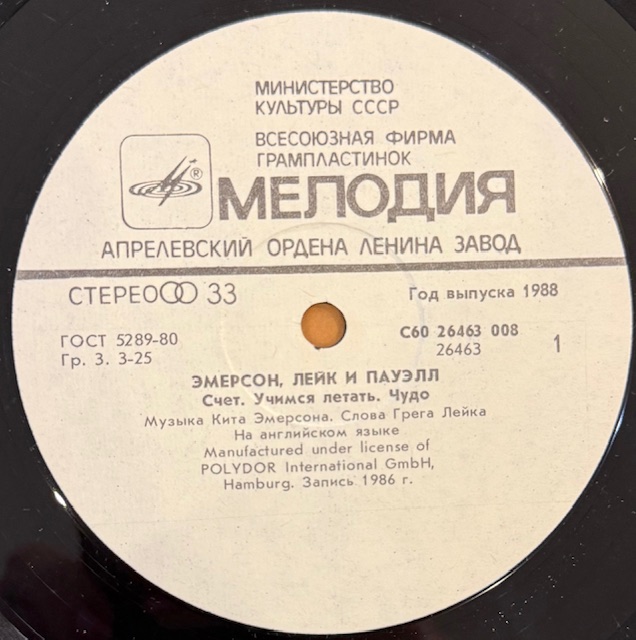 МИНИСТЕРСТВО
КУЛЬТУРЫ СССР
ВСЕСОЮЗНАЯ ФИРМА
ГРАМПЛАСТИНОК
®
МЕЛОДИЯ
АПРЕЛЕВСКИЙ ОРДЕНА ЛЕНИНА ЗАВОД
СТЕРЕО 33
Год выпуска 1988
ГОСТ 5289-80
Гр. 3. 3-25
С60 26463 008
26463
1
ЭМЕРСОН, ЛЕЙК И ПАУЭЛЛ
Счет. Учимся летать. Чудо
Музыка Кита Эмерсона. Слова Грега Лейка
На английском языке
Manufactured under license of
POLYDOR International GmbH,
Hamburg. Запись 1986 г.